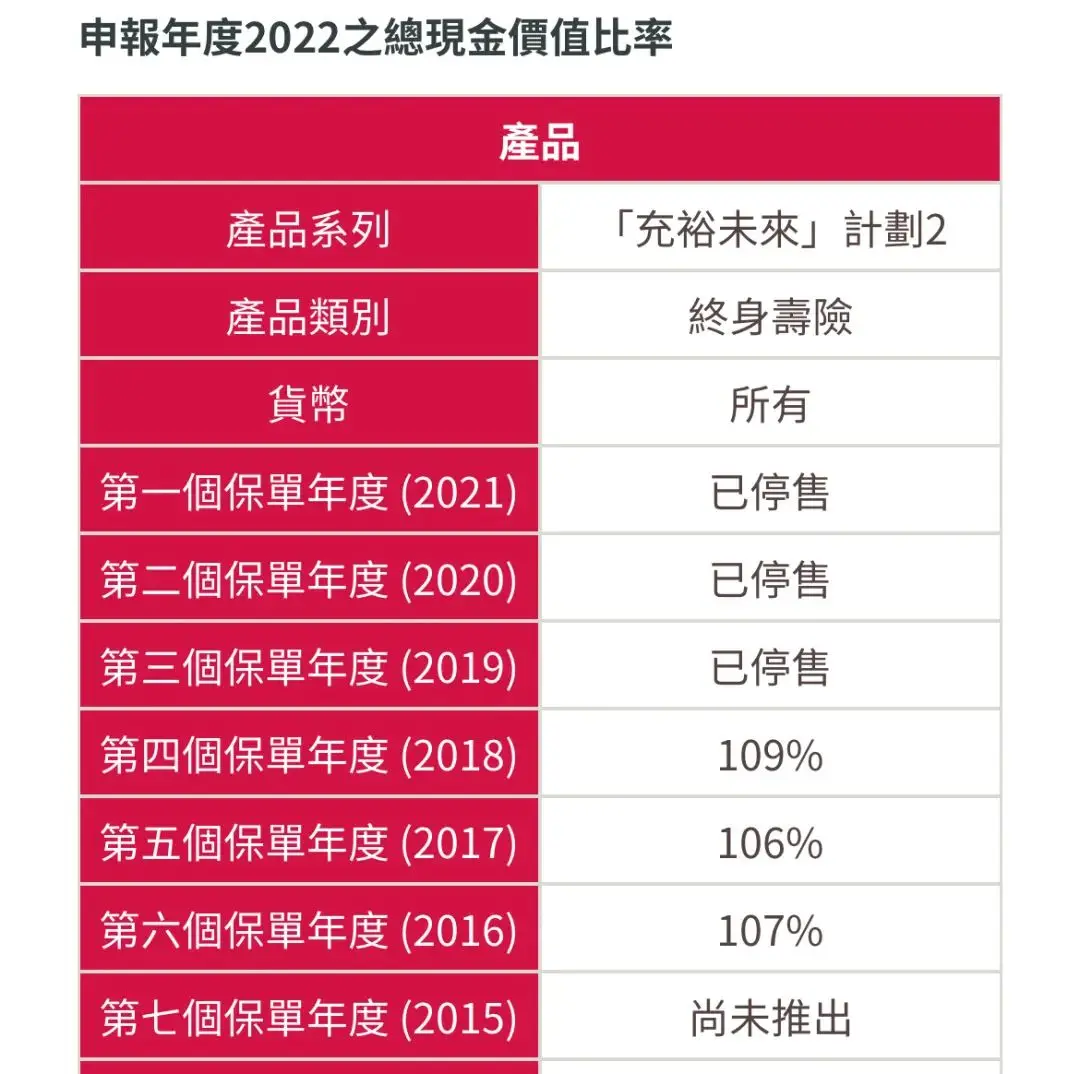 申報年度2022之總現金價值比率
產品
產品系列 「充裕未來」計劃2
產品類別 終身壽險
貨幣 所有
第一個保單年度 (2021) 已停售
第二個保單年度 (2020) 已停售
第三個保單年度 (2019) 已停售
第四個保單年度 (2018) 109%
第五個保單年度 (2017) 106%
第六個保單年度 (2016) 107%
第七個保單年度 (2015) 尚未推出